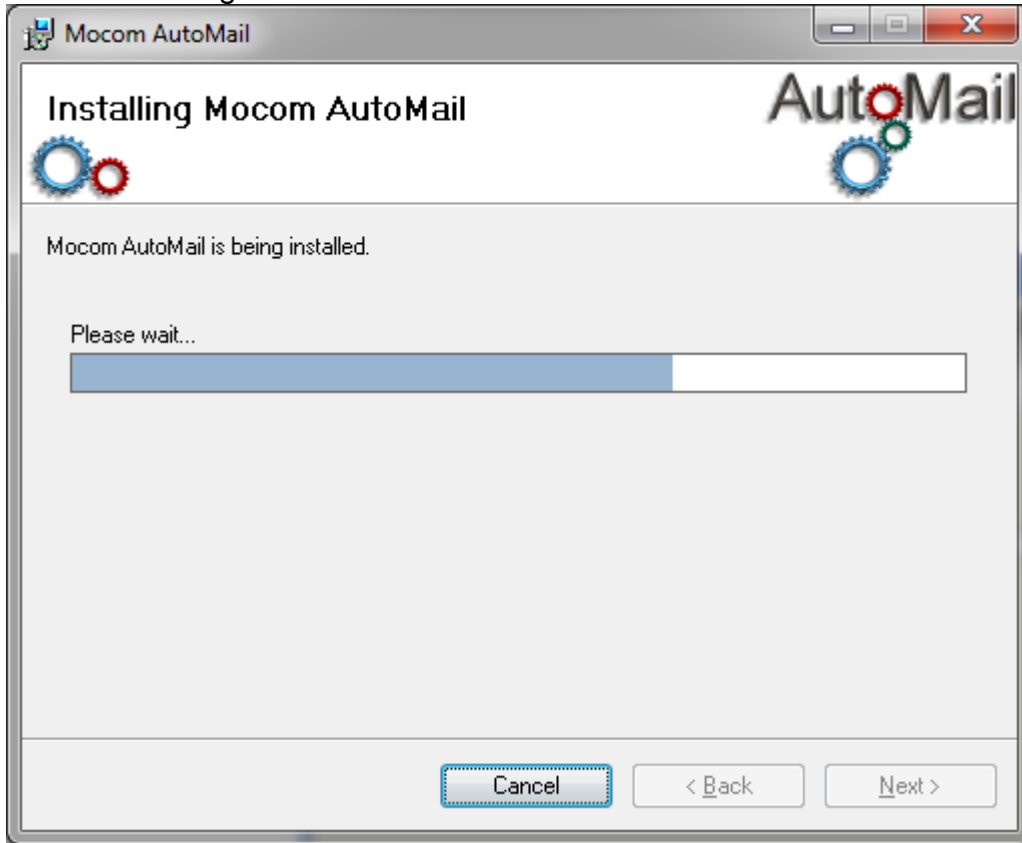 Mocom AutoMail
Installing Mocom AutoMail
AutoMail
Mocom AutoMail is being installed.
Please wait...
Cancel
< Back
Next >